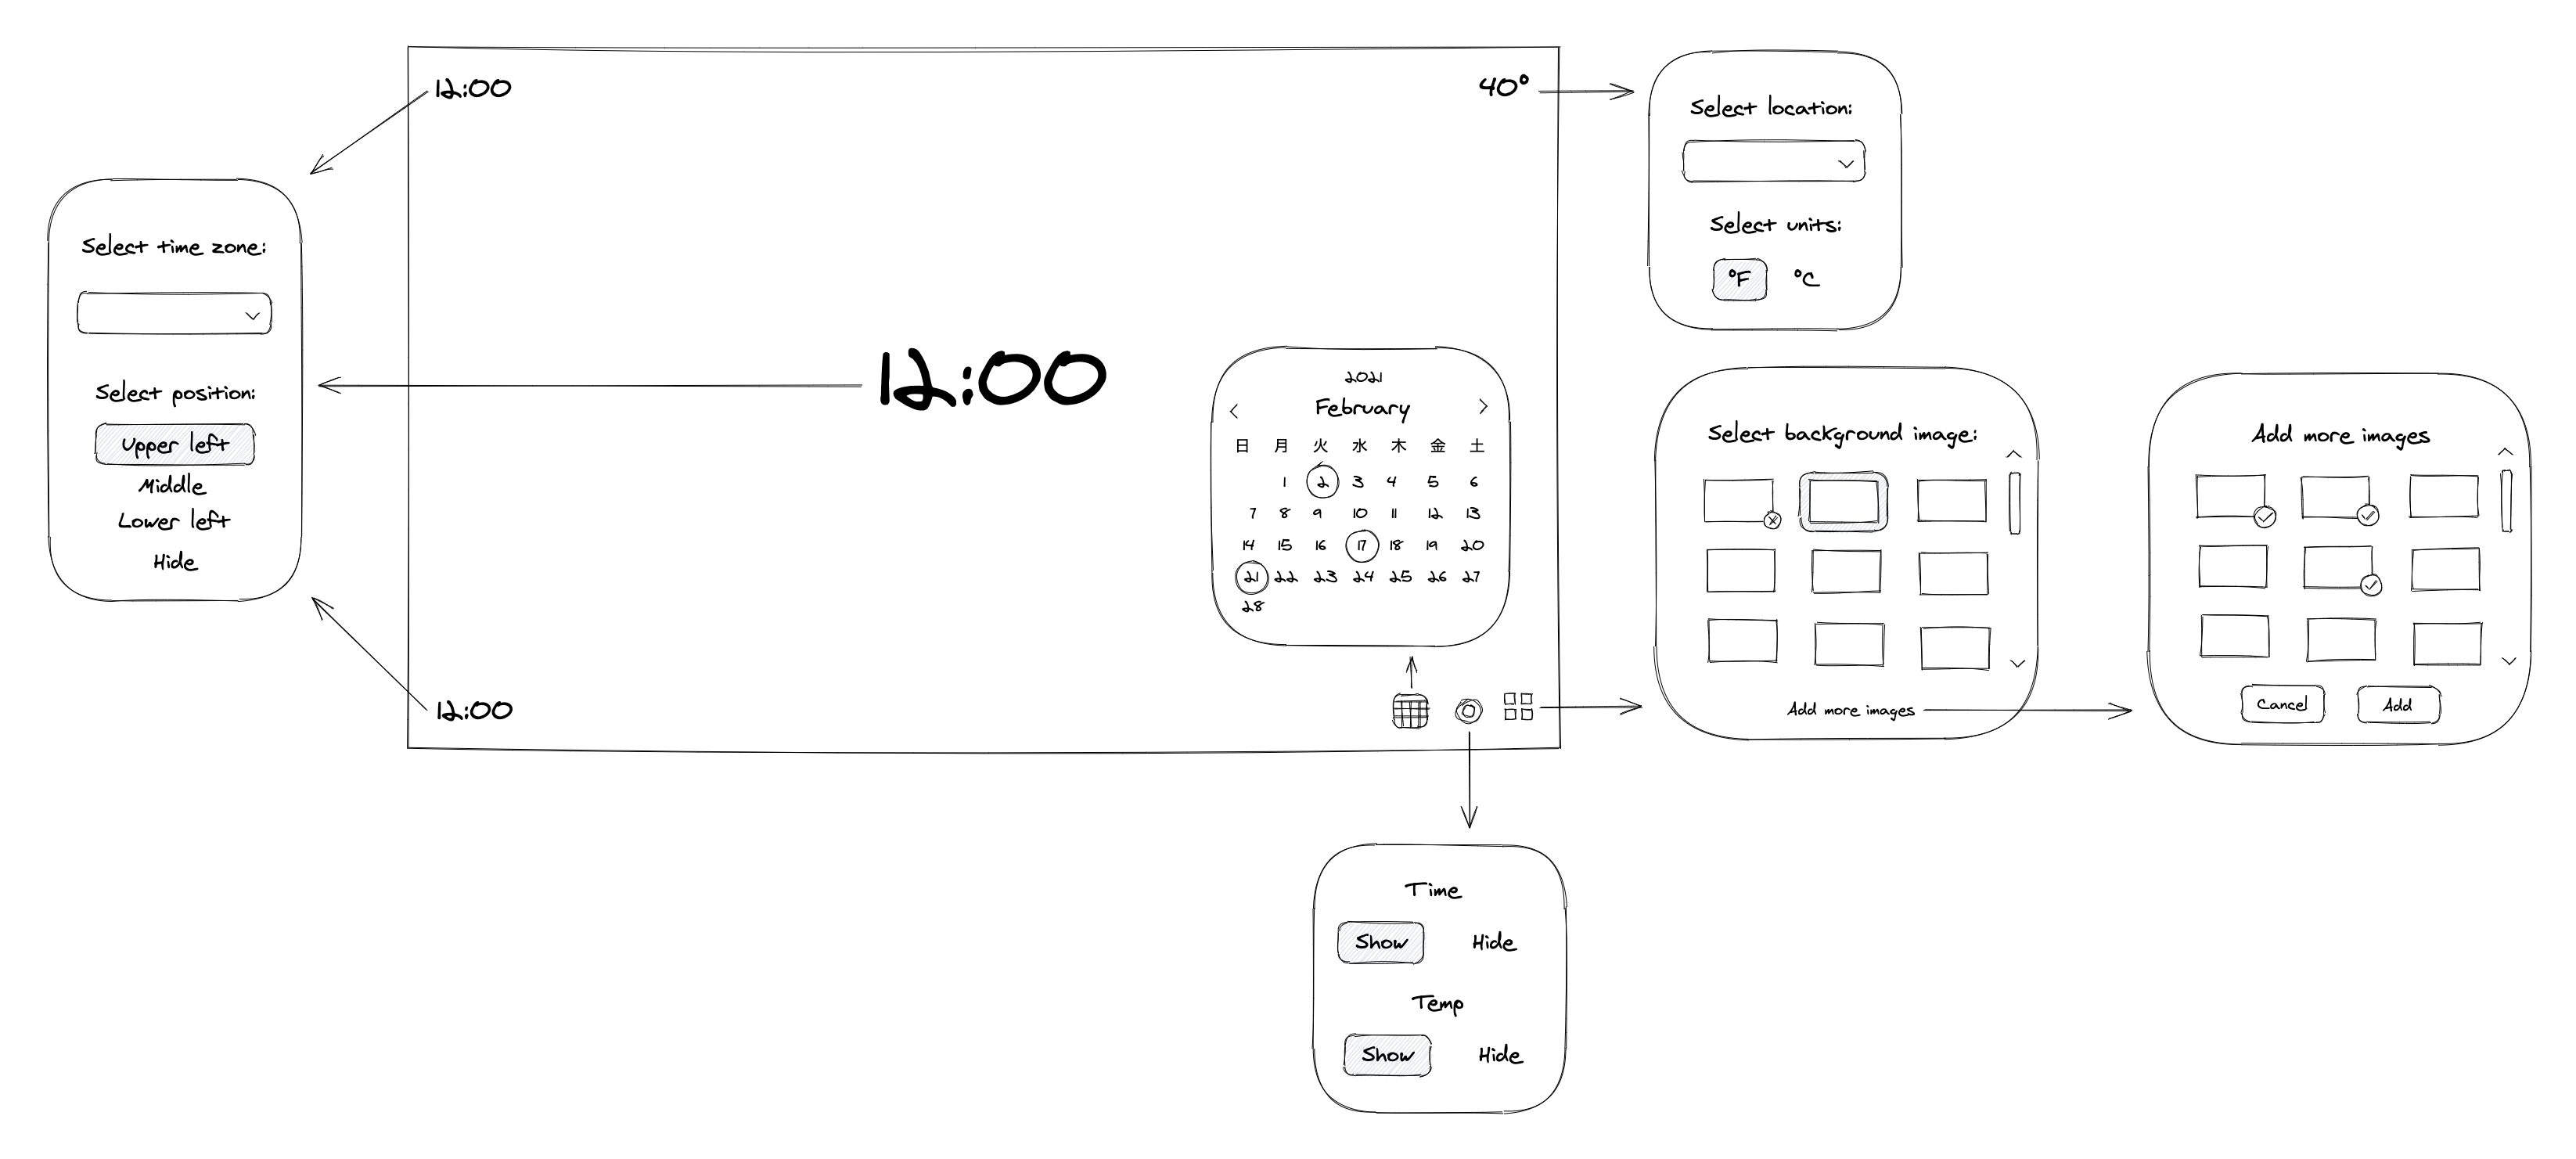 12:00
40°
Select time zone:
Select position:
Upper left
Middle
Lower left
Hide
12:00
12:00
2021
February
日 月 火 水 木 金 土
1 2 3 4 5 6
7 8 9 10 11 12 13
14 15 16 17 18 19 20
21 22 23 24 25 26 27
28
Select location:
Select units:
°F °C
Select background image:
Add more images
Add more images
Cancel Add
Time
Show Hide
Temp
Show Hide